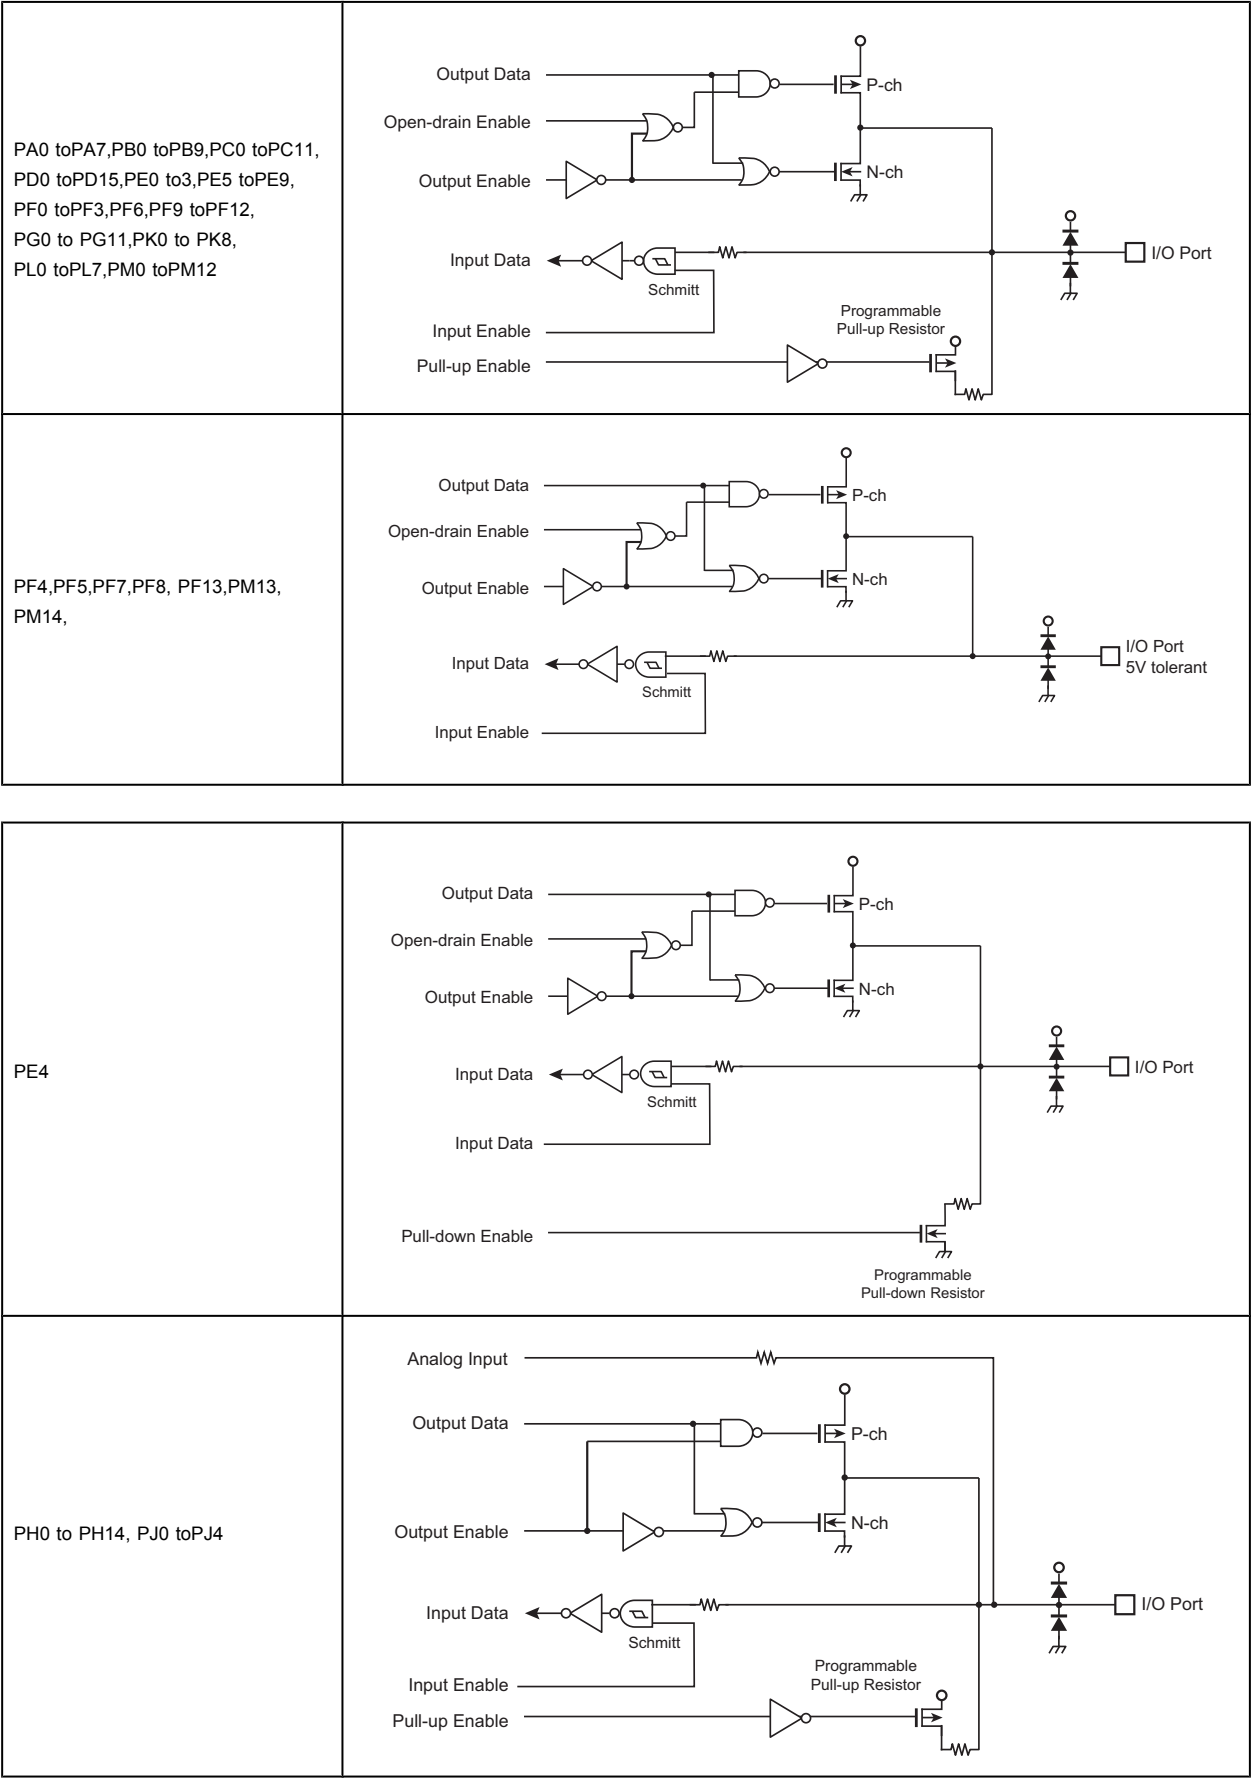 PA0 toPA7,PB0 toPB9,PC0 toPC11,
PD0 toPD15,PE0 to3,PE5 toPE9,
PF0 toPF3,PF6,PF9 toPF12,
PG0 to PG11,PK0 to PK8,
PL0 toPL7,PM0 toPM12
Output Data
P-ch
Open-drain Enable
Output Enable
N-ch
Input Data
Schmitt
I/O Port
Input Enable
Programmable
Pull-up Resistor
Pull-up Enable
PF4,PF5,PF7,PF8, PF13,PM13,
PM14,
Output Data
P-ch
Open-drain Enable
Output Enable
N-ch
Input Data
Schmitt
I/O Port
5V tolerant
Input Enable
PE4
Output Data
P-ch
Open-drain Enable
Output Enable
N-ch
Input Data
Schmitt
I/O Port
Input Data
Pull-down Enable
Programmable
Pull-down Resistor
PH0 to PH14, PJ0 toPJ4
Analog Input
Output Data
P-ch
Output Enable
N-ch
Input Data
Schmitt
I/O Port
Input Enable
Programmable
Pull-up Resistor
Pull-up Enable